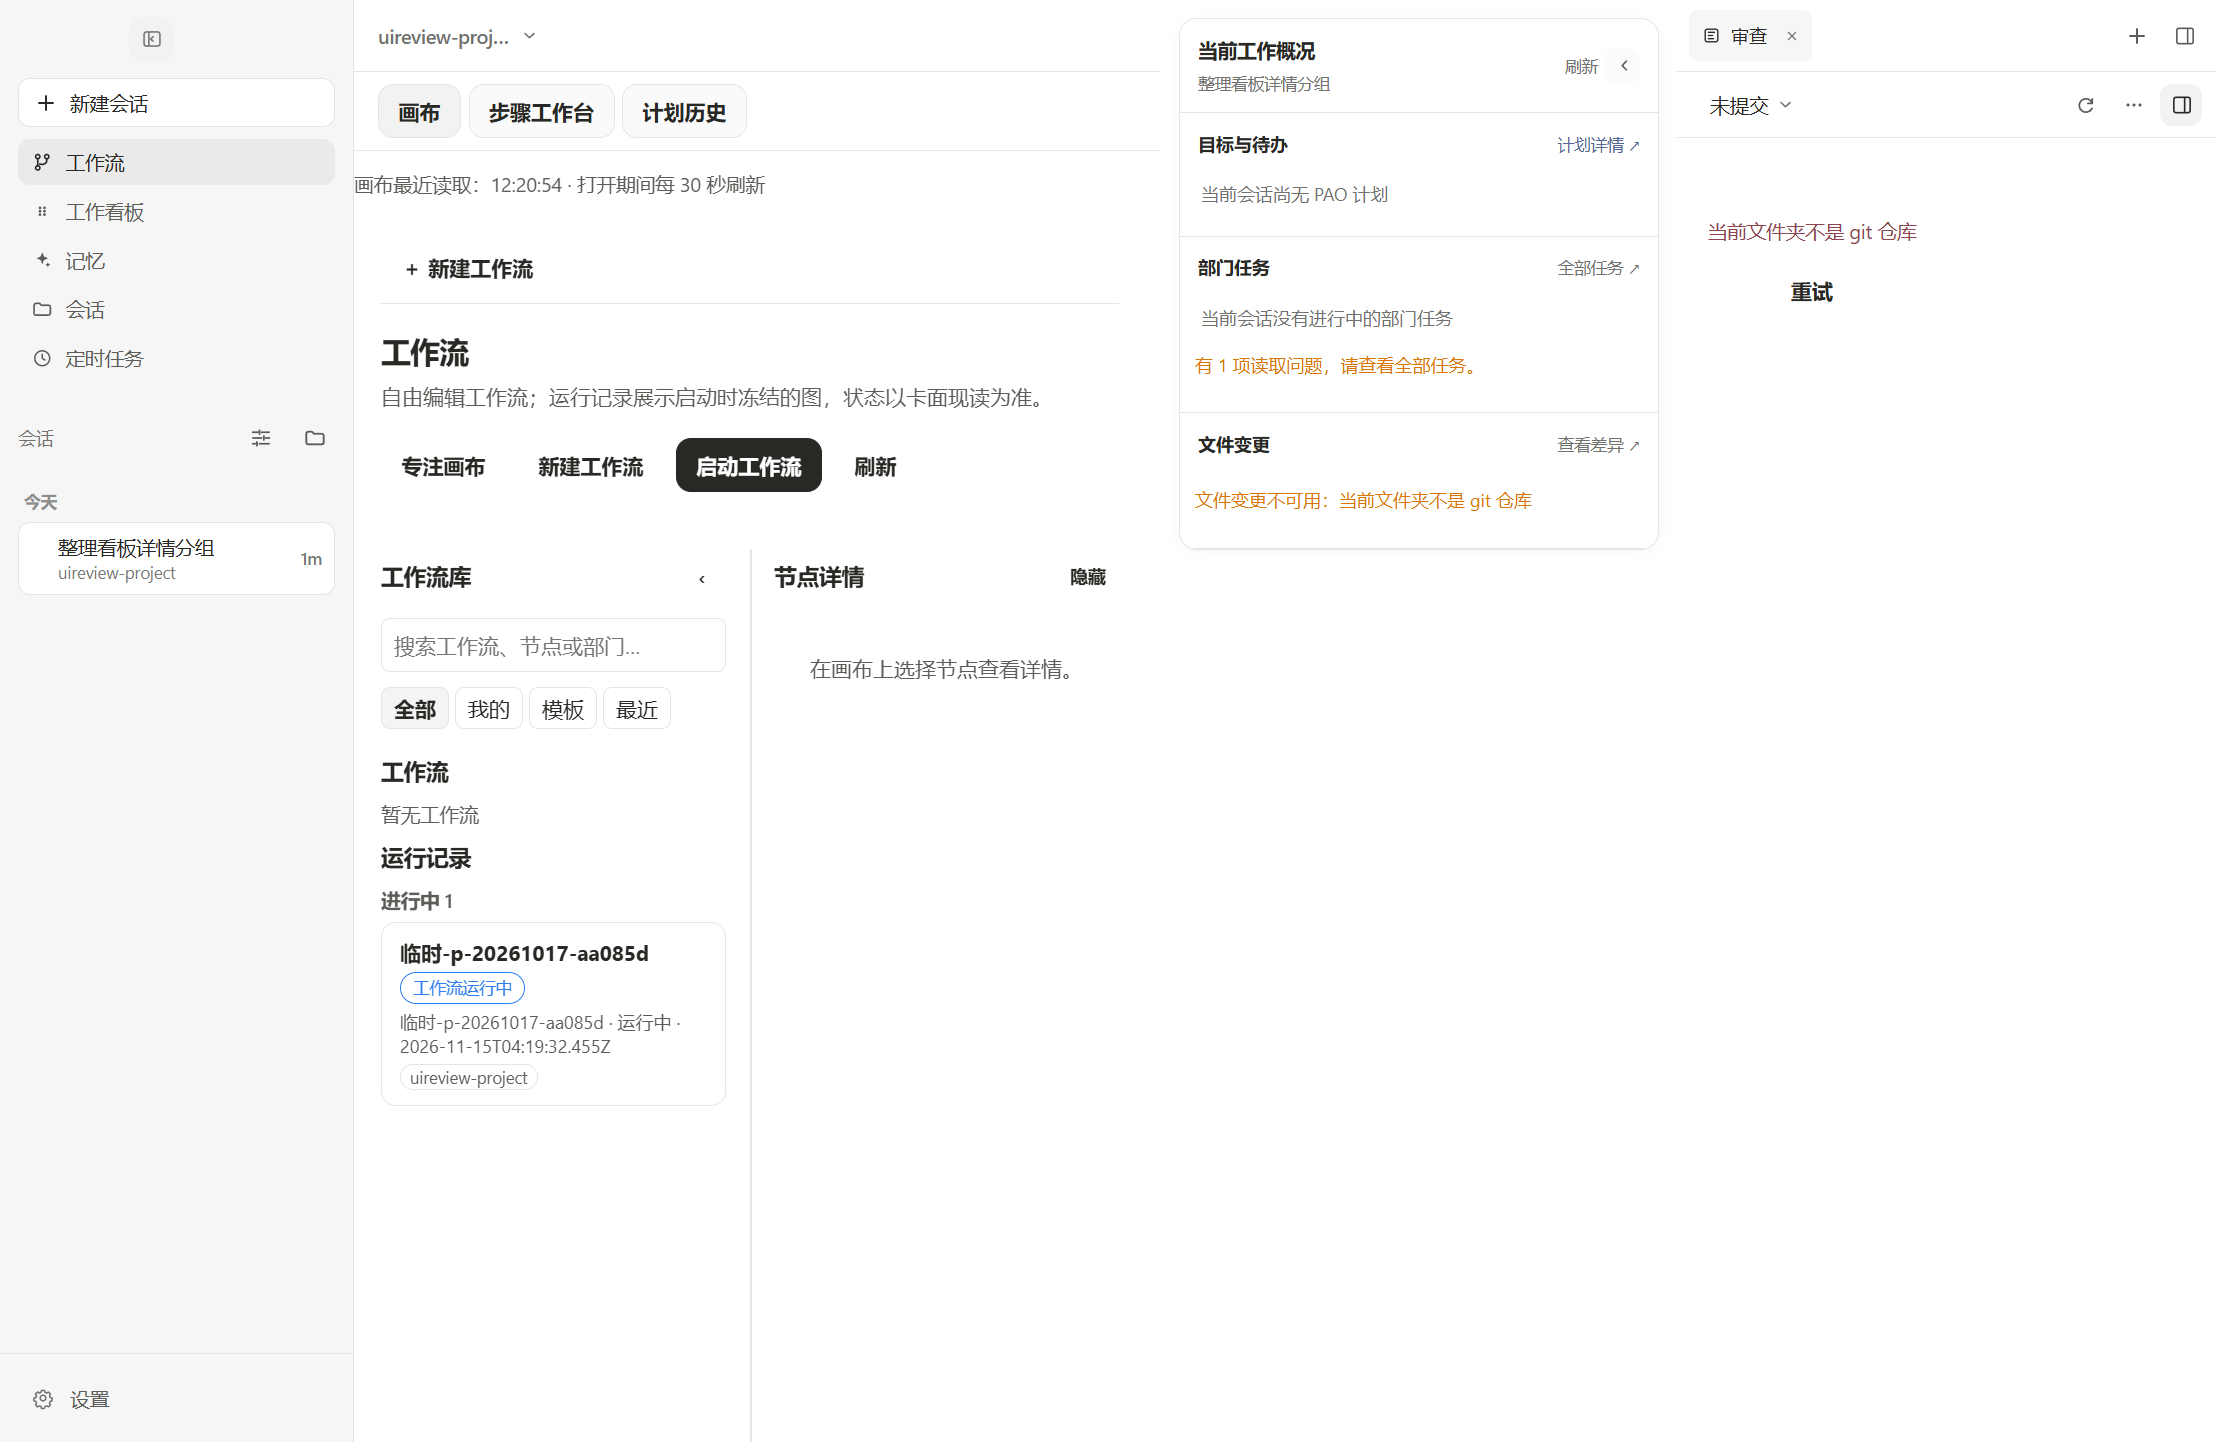 新建会话
工作流
工作看板
记忆
会话
定时任务
会话
今天
整理看板详情分组
uireview-project
1m
设置
uireview-proj...
画布
步骤工作台
计划历史
画布最近读取：12:20:54 · 打开期间每 30 秒刷新
+ 新建工作流
工作流
自由编辑工作流；运行记录展示启动时冻结的图，状态以卡面现读为准。
专注画布
新建工作流
启动工作流
刷新
工作流库
搜索工作流、节点或部门...
全部
我的
模板
最近
工作流
暂无工作流
运行记录
进行中 1
临时-p-20261017-aa085d
工作流运行中
临时-p-20261017-aa085d · 运行中 ·
2026-11-15T04:19:32.455Z
uireview-project
节点详情
隐藏
在画布上选择节点查看详情。
当前工作概况
整理看板详情分组
刷新
目标与待办
计划详情 ↗
当前会话尚无 PAO 计划
部门任务
全部任务 ↗
当前会话没有进行中的部门任务
有 1 项读取问题，请查看全部任务。
文件变更
查看差异 ↗
文件变更不可用：当前文件夹不是 git 仓库
审查
未提交
当前文件夹不是 git 仓库
重试